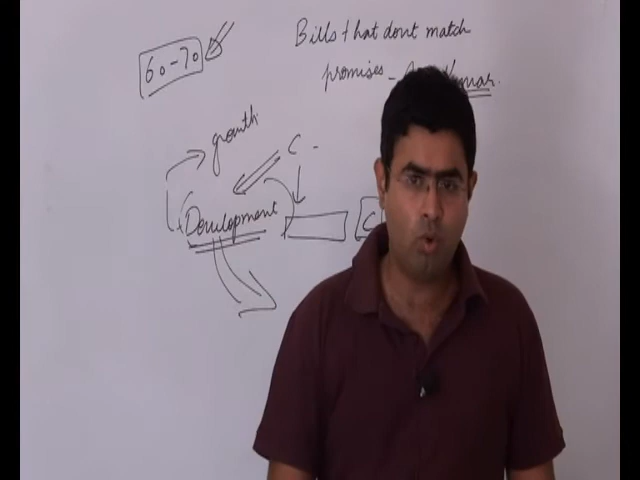 Bills that dont match
promises -
60-70
growth
C -
Development
C